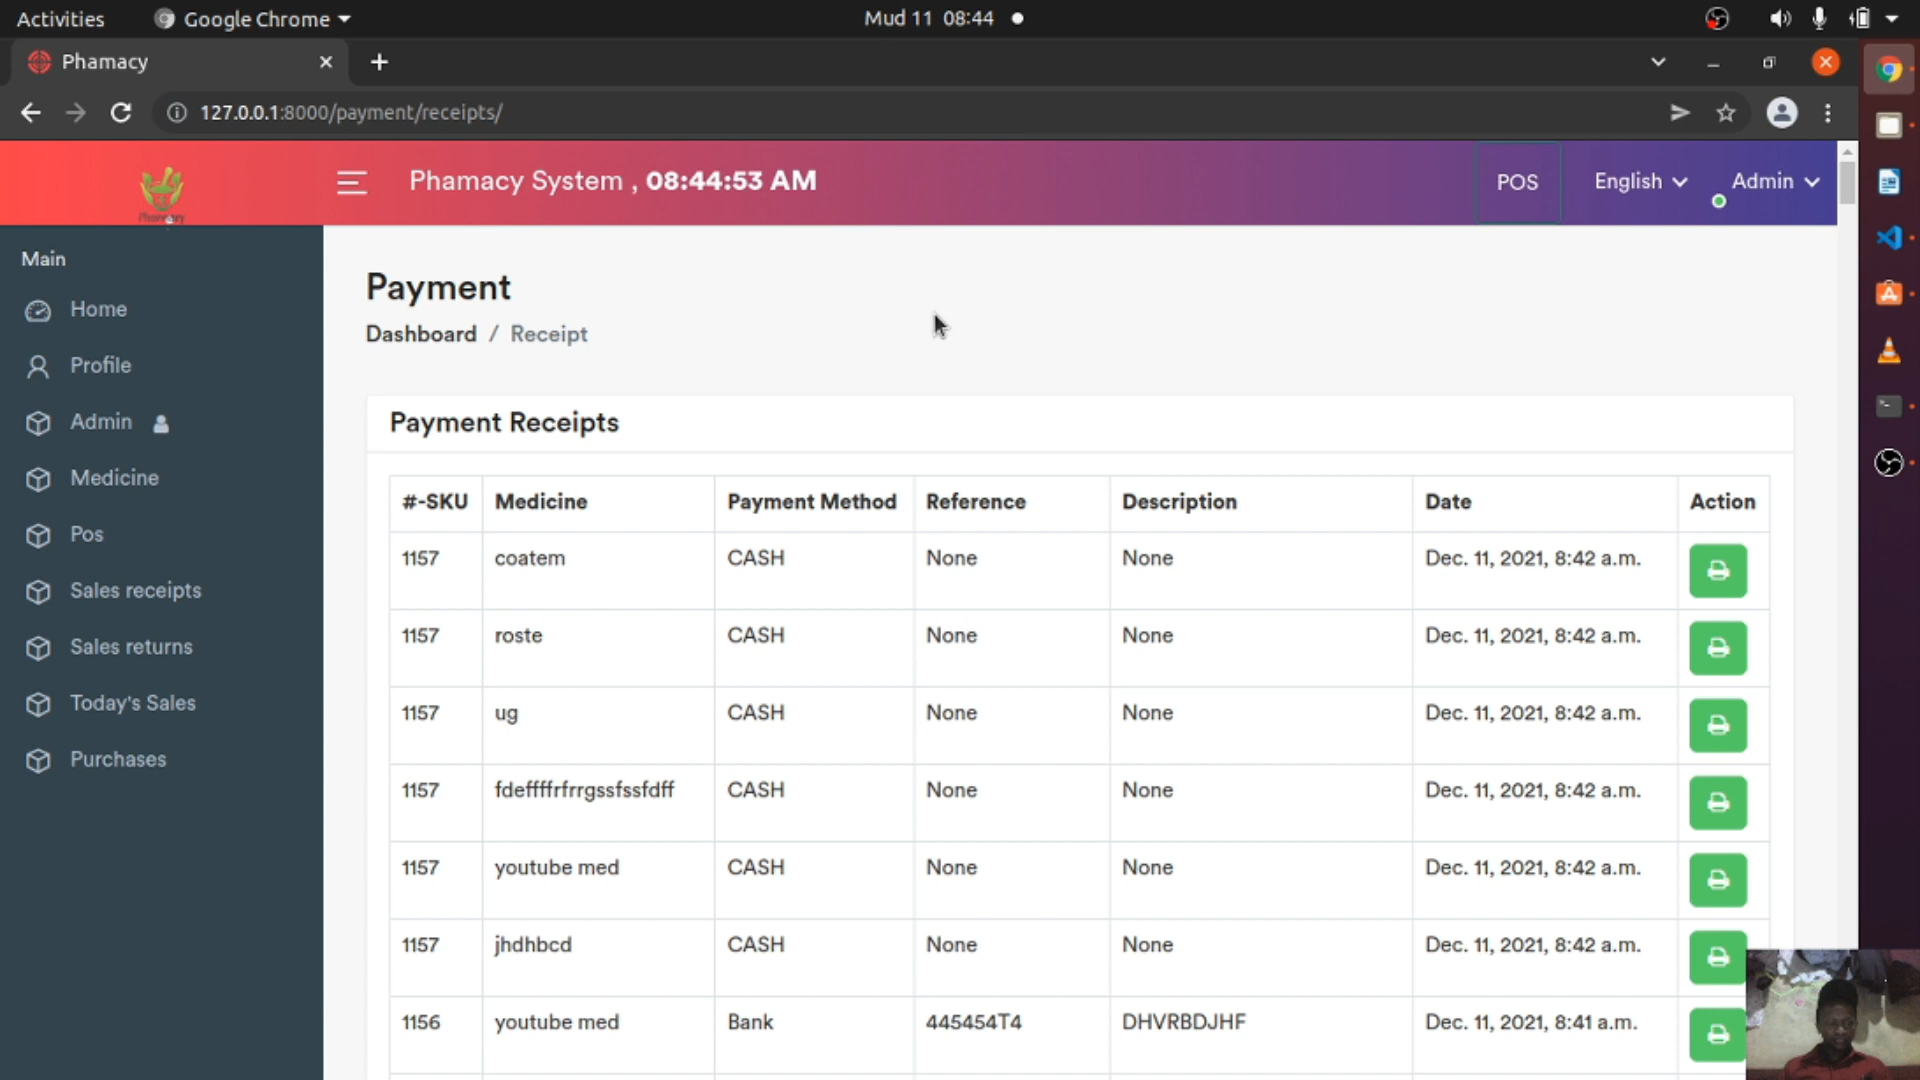 Activities Google Chrome Mud 11 08:44
Phamacy
127.0.0.1:8000/payment/receipts/
Pharmacy
Phamacy System , 08:44:53 AM POS English Admin
Main
Home
Profile
Admin
Medicine
Pos
Sales receipts
Sales returns
Today's Sales
Purchases
Payment
Dashboard / Receipt
Payment Receipts
#-SKU Medicine Payment Method Reference Description Date Action
1157 coatem CASH None None Dec. 11, 2021, 8:42 a.m.
1157 roste CASH None None Dec. 11, 2021, 8:42 a.m.
1157 ug CASH None None Dec. 11, 2021, 8:42 a.m.
1157 fdeffffrfrrgssfssfdff CASH None None Dec. 11, 2021, 8:42 a.m.
1157 youtube med CASH None None Dec. 11, 2021, 8:42 a.m.
1157 jhdhbcd CASH None None Dec. 11, 2021, 8:42 a.m.
1156 youtube med Bank 445454T4 DHVRBDJHF Dec. 11, 2021, 8:41 a.m.